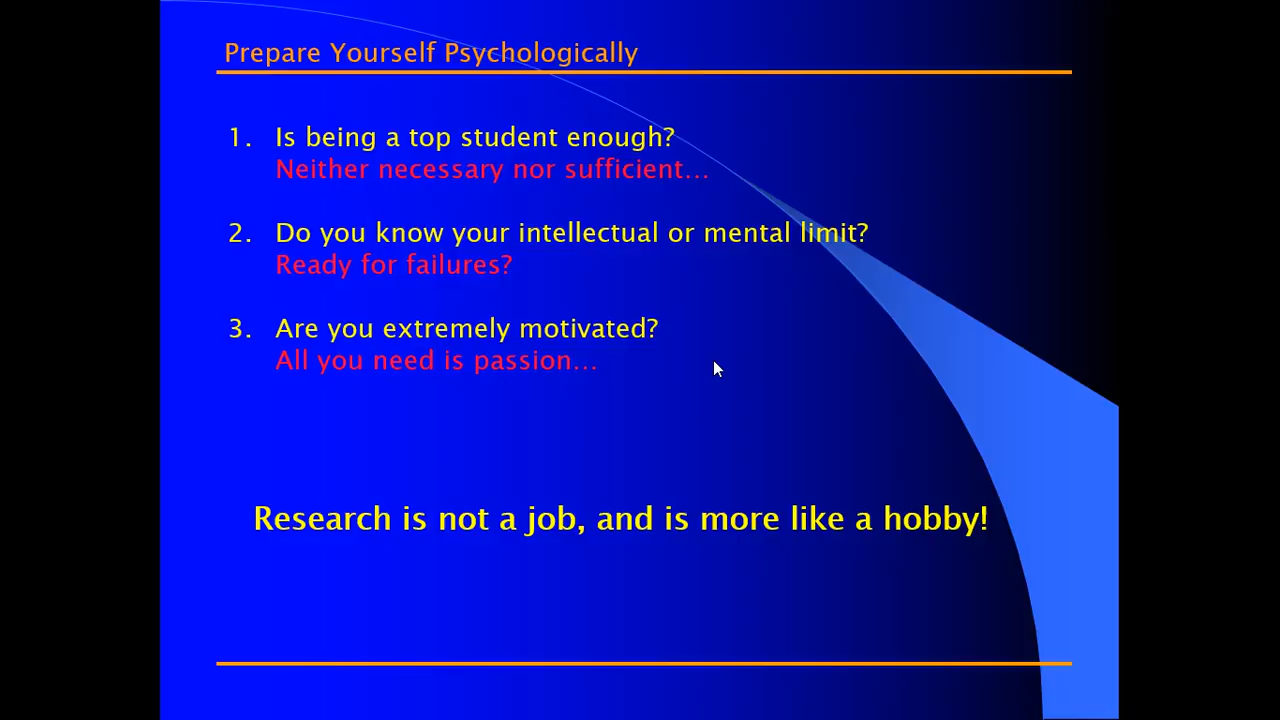 Prepare Yourself Psychologically
1. Is being a top student enough?
Neither necessary nor sufficient…
2. Do you know your intellectual or mental limit?
Ready for failures?
3. Are you extremely motivated?
All you need is passion…
Research is not a job, and is more like a hobby!